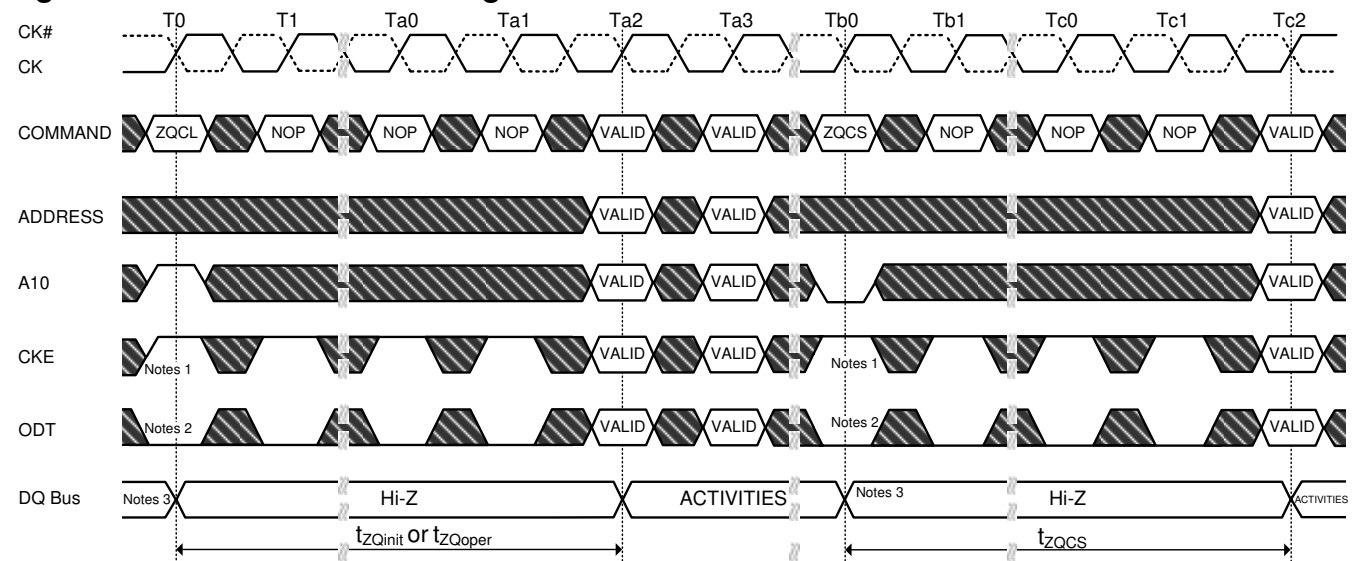 T0 T1 Ta0 Ta1 Ta2 Ta3 Tb0 Tb1 Tc0 Tc1 Tc2
CK#
CK
COMMAND ZQCL NOP NOP NOP VALID VALID ZQCS NOP NOP NOP VALID
ADDRESS VALID VALID VALID
A10 VALID VALID VALID
CKE Notes 1 VALID VALID Notes 1 VALID
ODT Notes 2 VALID VALID Notes 2 VALID
DQ Bus Notes 3 Hi-Z ACTIVITIES Notes 3 Hi-Z ACTIVITIES
tZQinit or tZQoper tZQCS